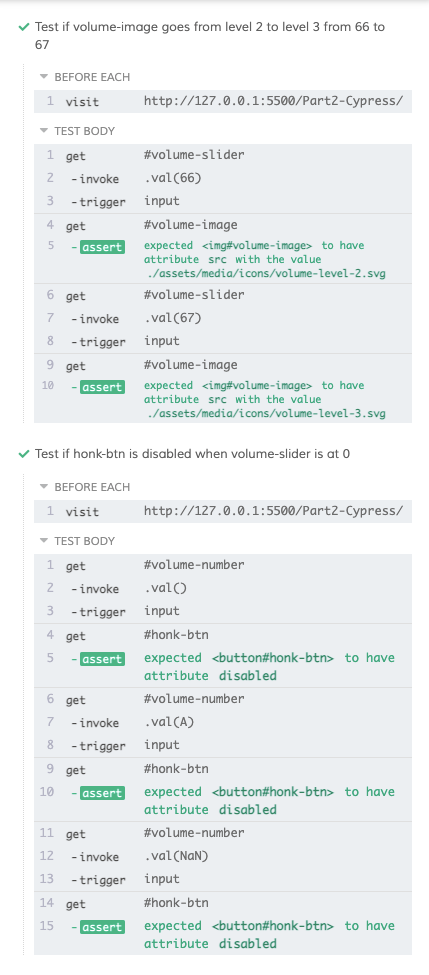 Test if volume-image goes from level 2 to level 3 from 66 to
67
BEFORE EACH
1 visit http://127.0.0.1:5500/Part2-Cypress/
TEST BODY
1 get #volume-slider
2 -invoke .val(66)
3 -trigger input
4 get #volume-image
5 -assert expected <img#volume-image> to have
attribute src with the value
./assets/media/icons/volume-level-2.svg
6 get #volume-slider
7 -invoke .val(67)
8 -trigger input
9 get #volume-image
10 -assert expected <img#volume-image> to have
attribute src with the value
./assets/media/icons/volume-level-3.svg
Test if honk-btn is disabled when volume-slider is at 0
BEFORE EACH
1 visit http://127.0.0.1:5500/Part2-Cypress/
TEST BODY
1 get #volume-number
2 -invoke .val()
3 -trigger input
4 get #honk-btn
5 -assert expected <button#honk-btn> to have
attribute disabled
6 get #volume-number
7 -invoke .val(A)
8 -trigger input
9 get #honk-btn
10 -assert expected <button#honk-btn> to have
attribute disabled
11 get #volume-number
12 -invoke .val(NaN)
13 -trigger input
14 get #honk-btn
15 -assert expected <button#honk-btn> to have
attribute disabled